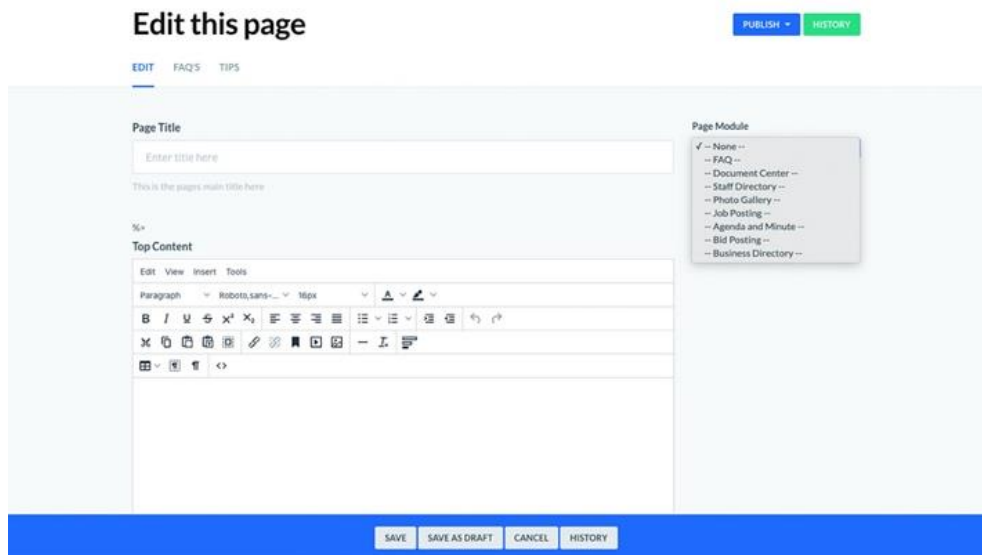 Edit this page
PUBLISH
HISTORY
EDIT FAQ'S TIPS
Page Title
Enter title here
This is the pages main title here
%>
Top Content
Edit View Insert Tools
Paragraph Roboto,sans-... 16px
Page Module
✓ -- None --
-- FAQ --
-- Document Center --
-- Staff Directory --
-- Photo Gallery --
-- Job Posting --
-- Agenda and Minute --
-- Bid Posting --
-- Business Directory --
SAVE SAVE AS DRAFT CANCEL HISTORY